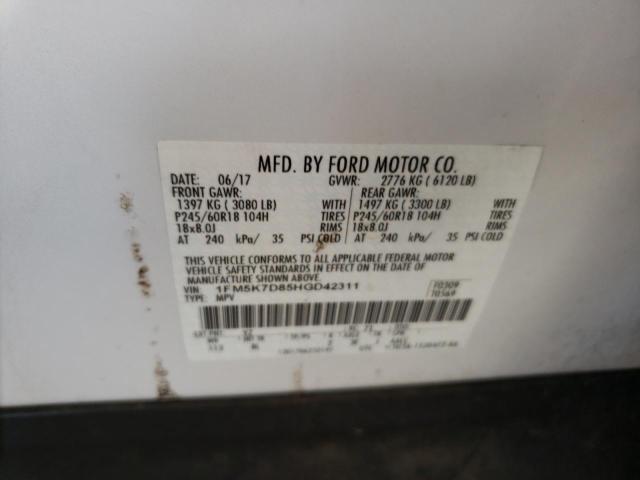 MFD. BY FORD MOTOR CO.
DATE: 06/17 GVWR: 2776 KG ( 6120 LB)
FRONT GAWR: REAR GAWR:
1397 KG ( 3080 LB) WITH 1497 KG ( 3300 LB) WITH
P245/60R18 104H TIRES P245/60R18 104H TIRES
18x8.0J RIMS 18x8.0J RIMS
AT 240 kPa/ 35 PSI COLD AT 240 kPa/ 35 PSI COLD
THIS VEHICLE CONFORMS TO ALL APPLICABLE FEDERAL MOTOR
VEHICLE SAFETY STANDARDS IN EFFECT ON THE DATE OF
MANUFACTURE SHOWN ABOVE.
VIN: 1FM5K7D85HGD42311 F0309
TYPE: MPV T0569